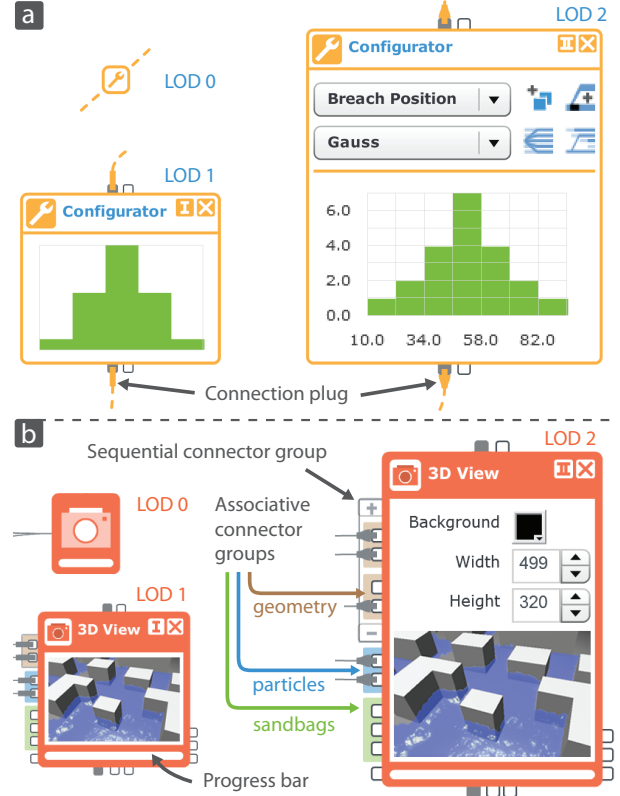 a
LOD 0
LOD 1
Configurator I X
LOD 2
Configurator II X
Breach Position
Gauss
6.0
4.0
2.0
0.0
10.0 34.0 58.0 82.0
Connection plug
b
LOD 2
Sequential connector group
LOD 0
Associative
connector
groups
geometry
particles
sandbags
LOD 1
3D View I X
Progress bar
3D View II X
Background
Width 499
Height 320